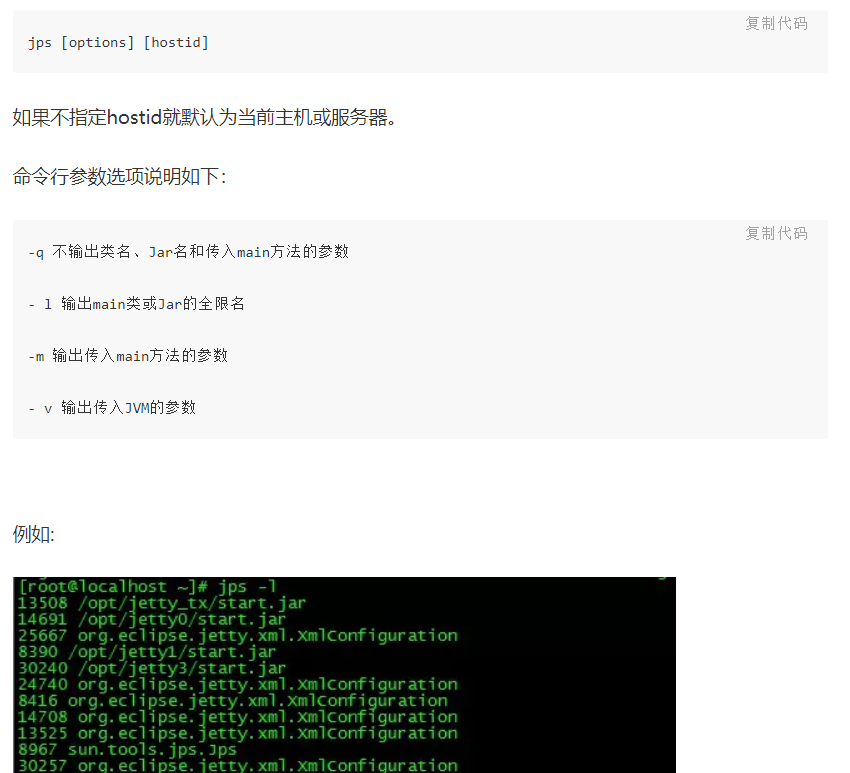 复制代码
jps [options] [hostid]
如果不指定hostid就默认为当前主机或服务器。
命令行参数选项说明如下：
复制代码
-q 不输出类名、Jar名和传入main方法的参数
- l 输出main类或Jar的全限名
-m 输出传入main方法的参数
- v 输出传入JVM的参数
例如:
[root@localhost ~]# jps -l
13508 /opt/jetty_tx/start.jar
14691 /opt/jetty0/start.jar
25667 org.eclipse.jetty.xml.XmlConfiguration
8390 /opt/jetty1/start.jar
30240 /opt/jetty3/start.jar
24740 org.eclipse.jetty.xml.XmlConfiguration
8416 org.eclipse.jetty.xml.XmlConfiguration
14708 org.eclipse.jetty.xml.XmlConfiguration
13525 org.eclipse.jetty.xml.XmlConfiguration
8967 sun.tools.jps.Jps
30257 org.eclipse.jetty.xml.XmlConfiguration